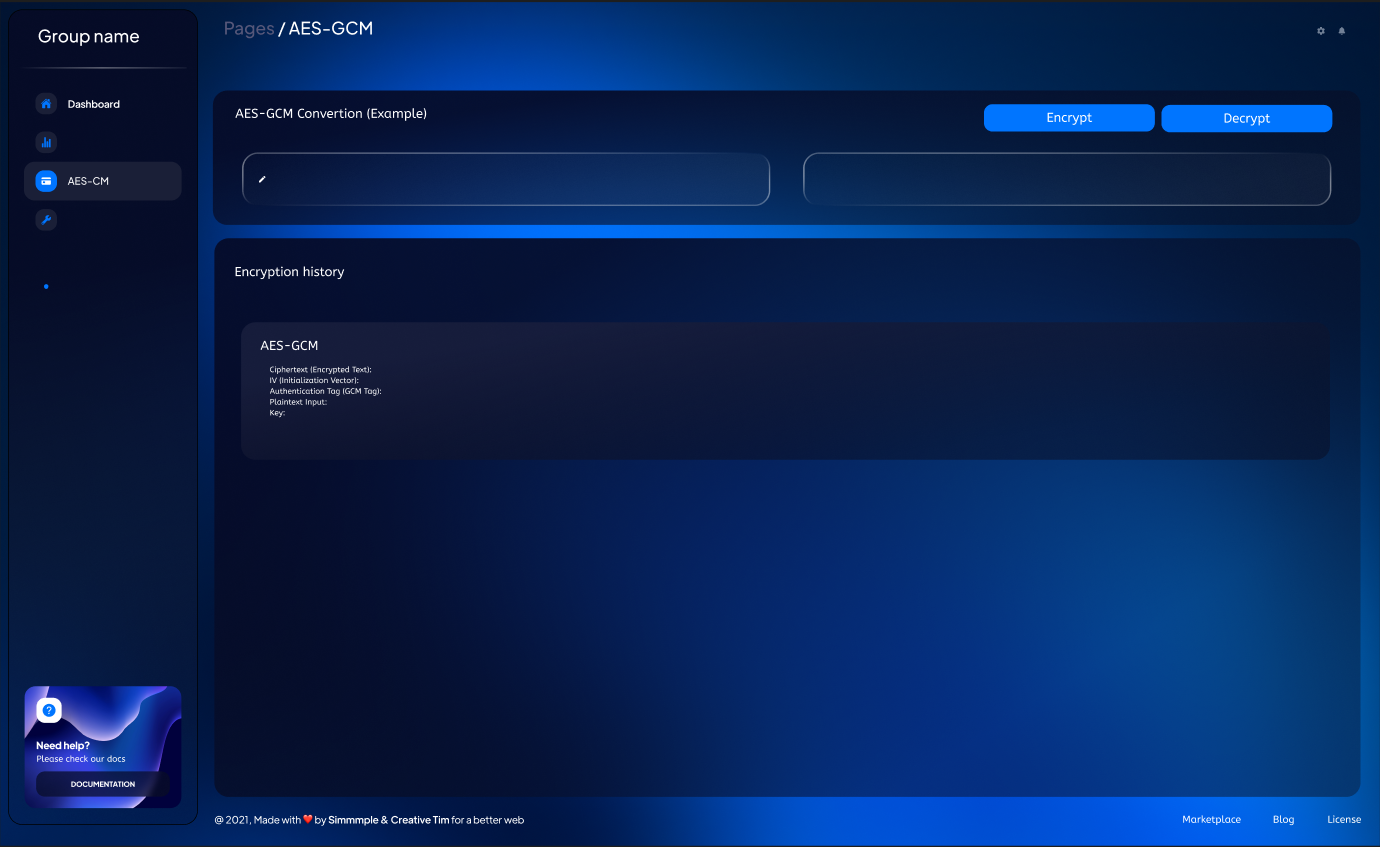 Group name
Pages / AES-GCM
Dashboard
AES-CM
AES-GCM Convertion (Example)
Encrypt
Decrypt
Encryption history
AES-GCM
Ciphertext (Encrypted Text):
IV (Initialization Vector):
Authentication Tag (GCM Tag):
Plaintext Input:
Key:
?
Need help?
Please check our docs
DOCUMENTATION
@ 2021, Made with ❤️ by Simmmple & Creative Tim for a better web
Marketplace
Blog
License